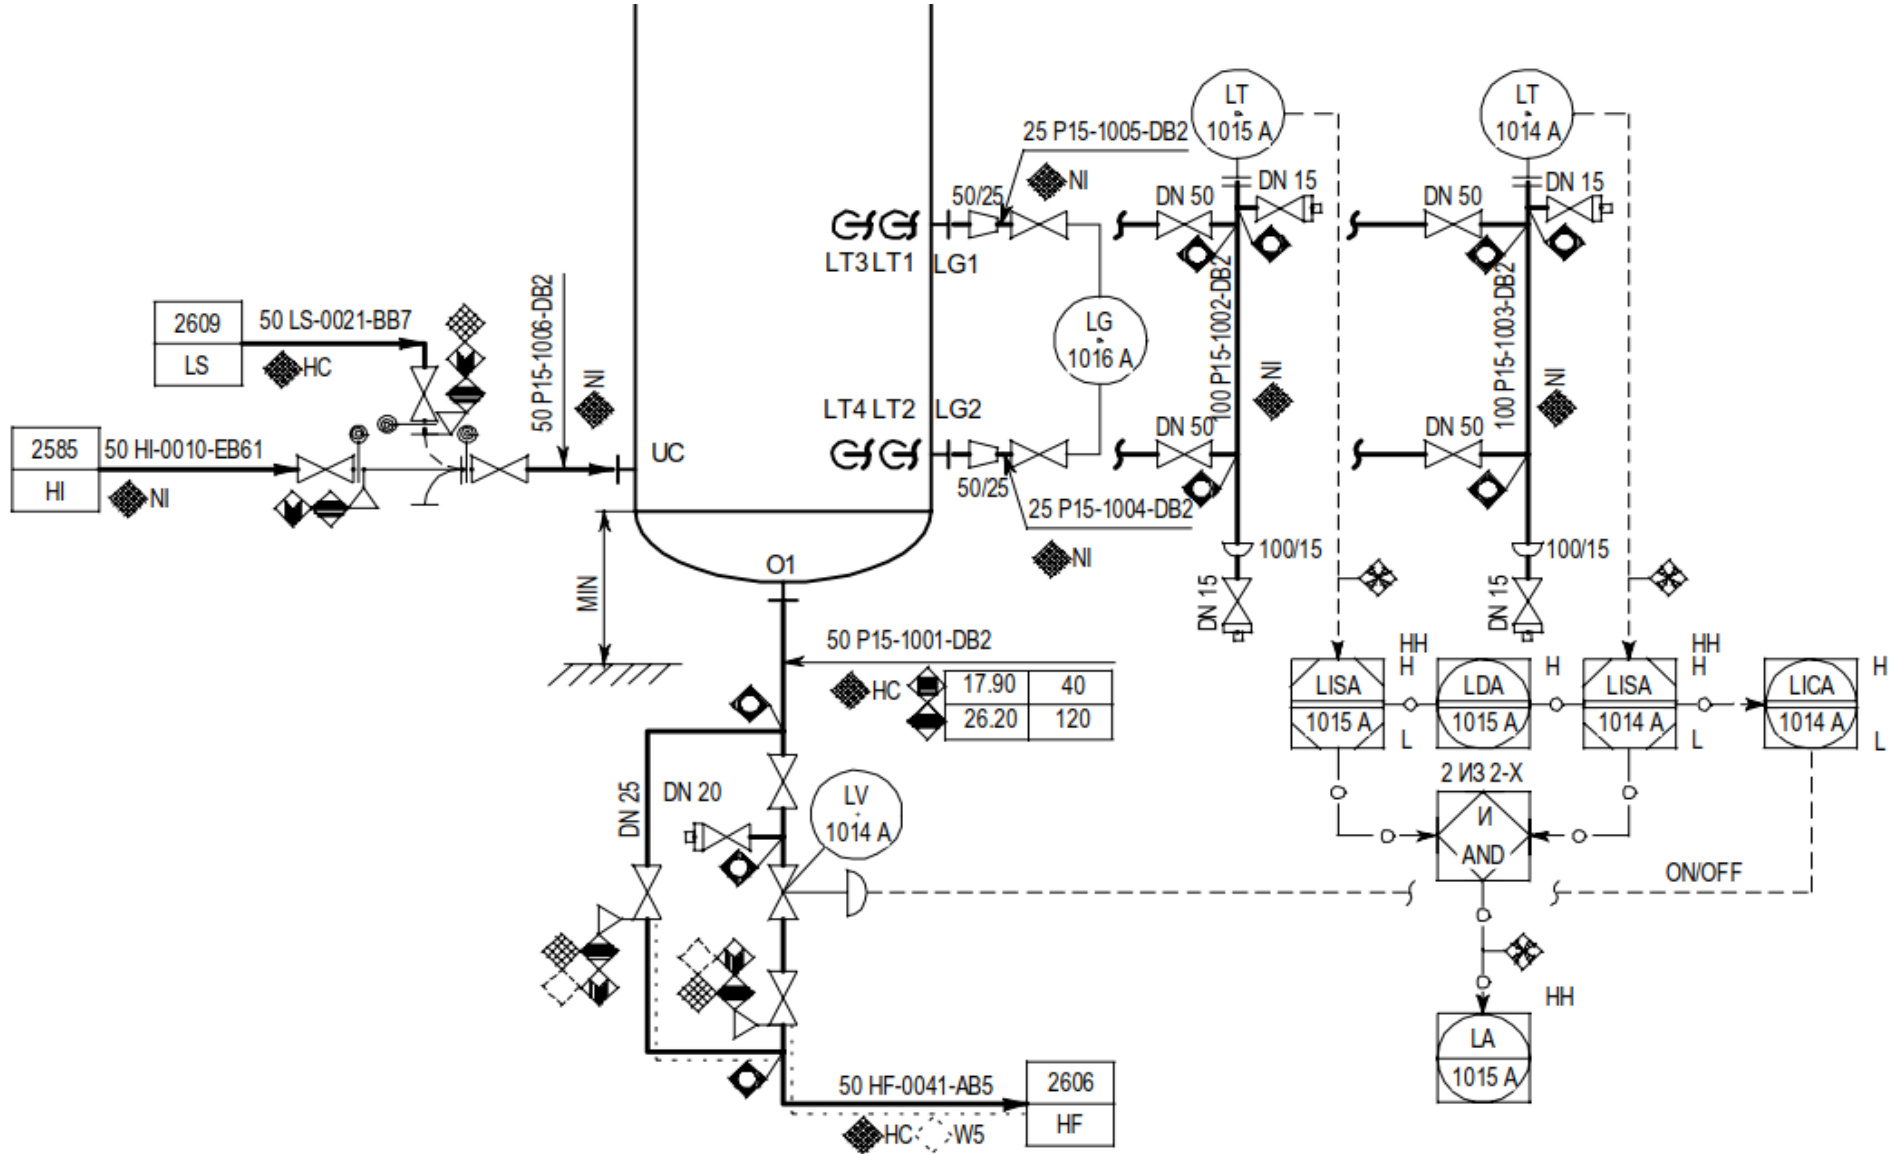 LT
1015 A
LT
1014 A
25 P15-1005-DB2
NI
50/25
DN 50
DN 15
DN 50
DN 15
LT3
LT1
LG1
50 P15-1006-DB2
NI
2609
LS
50 LS-0021-BB7
HC
LG
1016 A
100 P15-1002-DB2
NI
100 P15-1003-DB2
NI
LT4
LT2
LG2
DN 50
DN 50
2585
HI
50 HI-0010-EB61
NI
UC
50/25
25 P15-1004-DB2
NI
O1
MIN
100/15
DN 15
100/15
DN 15
50 P15-1001-DB2
HC
17.90
40
26.20
120
LISA
1015 A
HH
H
L
LDA
1015 A
H
LISA
1014 A
HH
H
L
LICA
1014 A
H
L
2 ИЗ 2-Х
И
AND
DN 25
DN 20
LV
1014 A
ON/OFF
HH
LA
1015 A
50 HF-0041-AB5
2606
HF
HC
W5